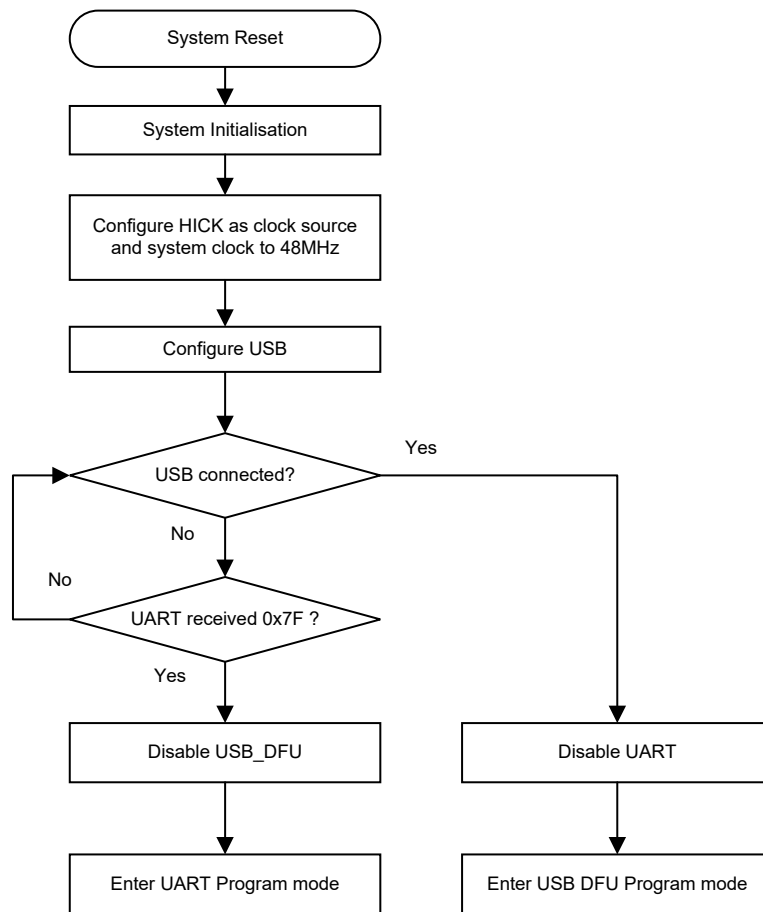 System Reset
System Initialisation
Configure HICK as clock source
and system clock to 48MHz
Configure USB
USB connected?
Yes
No
No
UART received 0x7F ?
Yes
Disable USB_DFU
Disable UART
Enter UART Program mode
Enter USB DFU Program mode